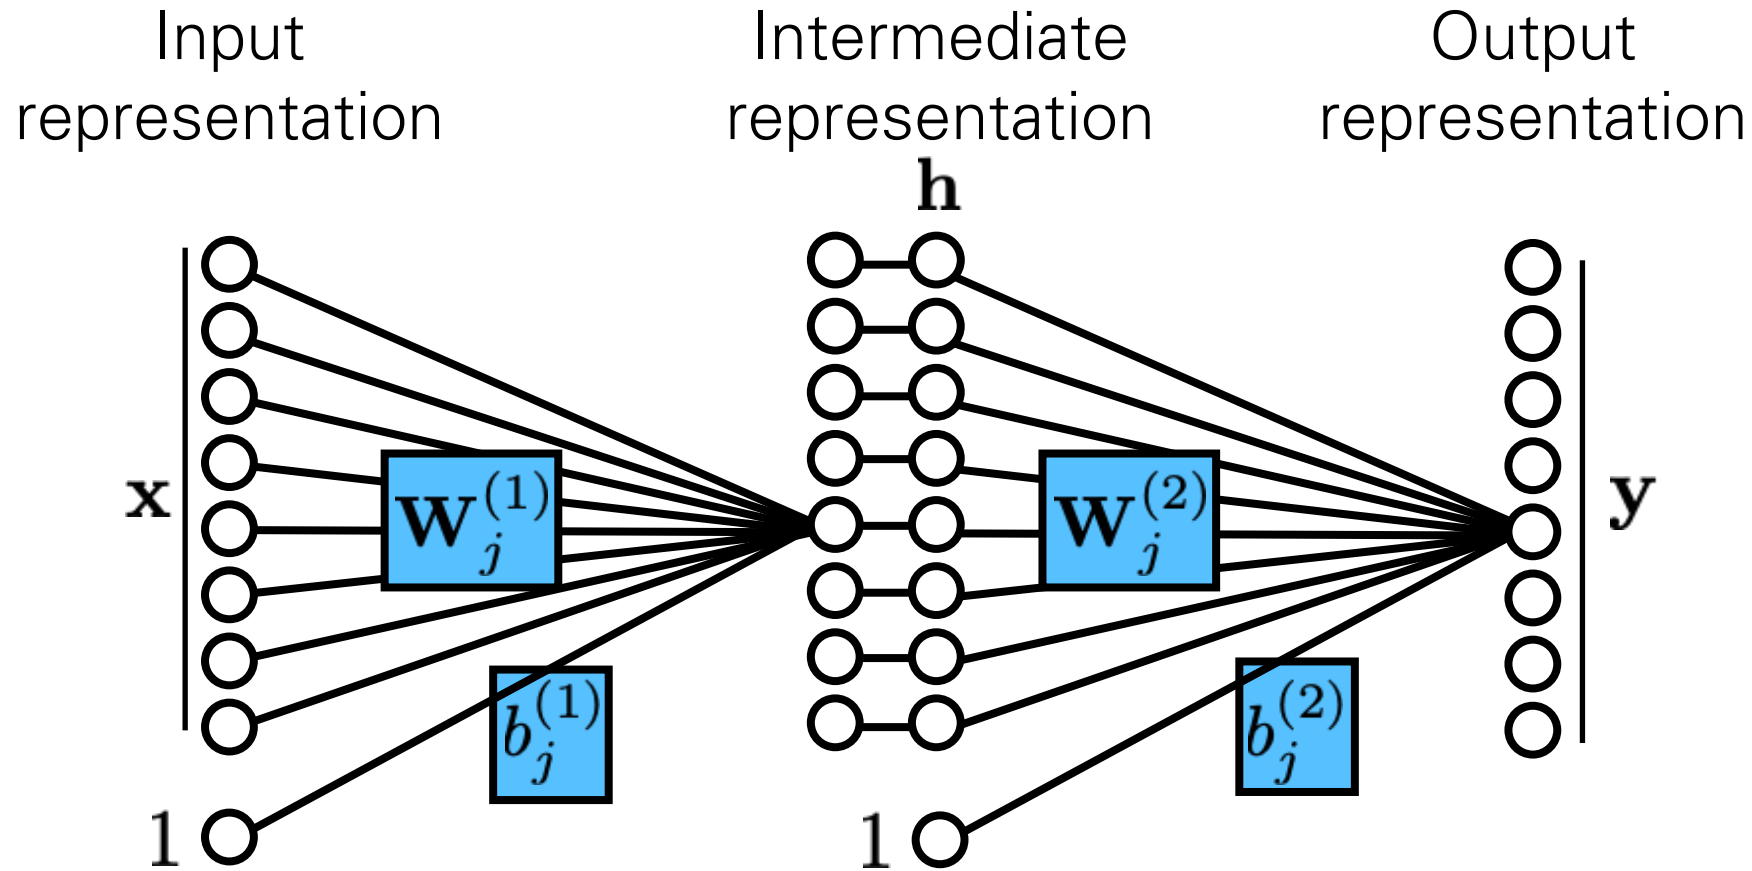 Input
representation
Intermediate
representation
Output
representation
h
x
W_j^{(1)}
W_j^{(2)}
y
b_j^{(1)}
b_j^{(2)}
1
1